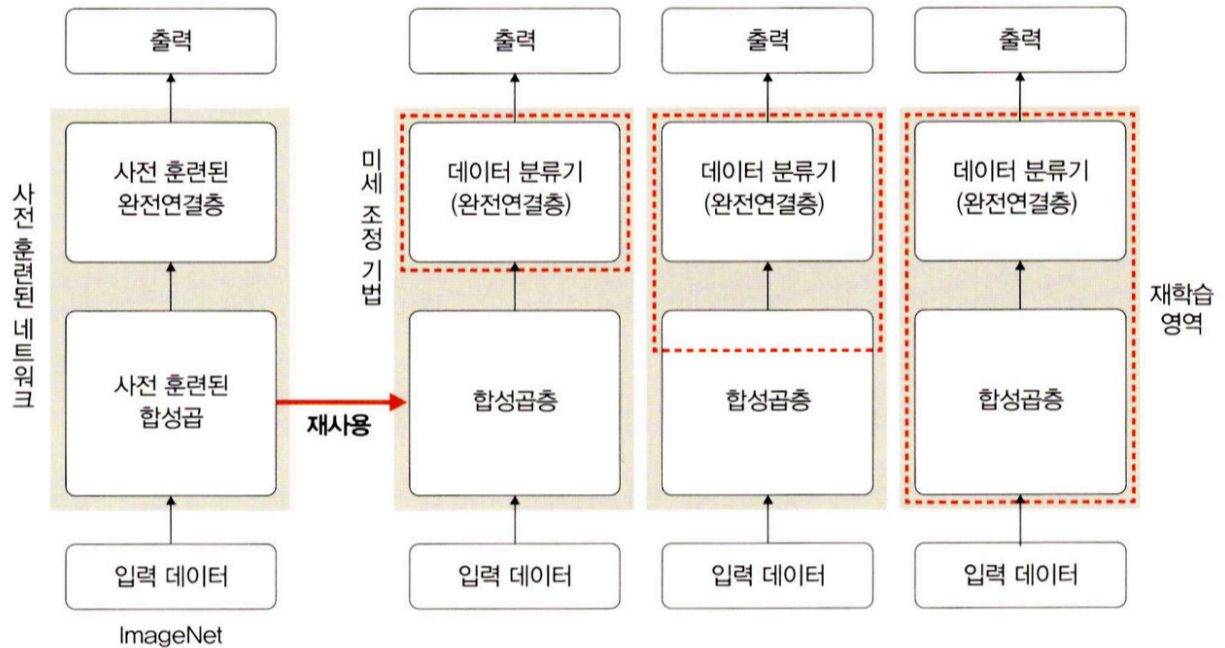 출력
출력
출력
출력
사전 훈련된 네트워크
사전 훈련된
완전연결층
미세 조정 기법
데이터 분류기
(완전연결층)
데이터 분류기
(완전연결층)
데이터 분류기
(완전연결층)
재학습
영역
사전 훈련된
합성곱
재사용
합성곱층
합성곱층
합성곱층
입력 데이터
입력 데이터
입력 데이터
입력 데이터
ImageNet